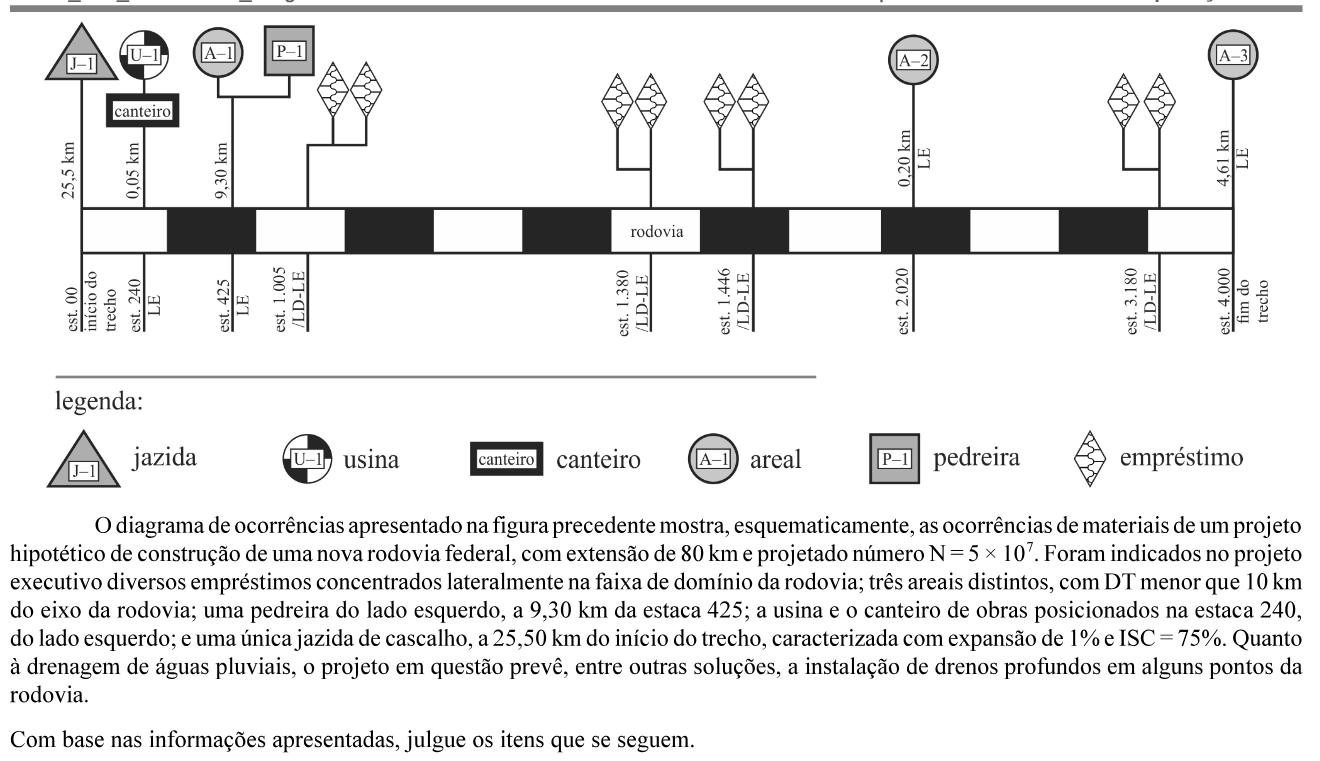 J–1
U–1
A–1
P–1
A–2
A–3
canteiro
25,5 km
0,05 km
9,30 km
0,20 km
LE
4,61 km
LE
rodovia
est. 00
início do
trecho
est. 240
LE
est. 425
LE
est. 1.005
/LD-LE
est. 1.380
/LD-LE
est. 1.446
/LD-LE
est. 2.020
est. 3.180
/LD-LE
est. 4.000
fim do
trecho
legenda:
J–1 jazida U–1 usina canteiro canteiro A–1 areal P–1 pedreira empréstimo
O diagrama de ocorrências apresentado na figura precedente mostra, esquematicamente, as ocorrências de materiais de um projeto
hipotético de construção de uma nova rodovia federal, com extensão de 80 km e projetado número N = 5 × 10⁷. Foram indicados no projeto
executivo diversos empréstimos concentrados lateralmente na faixa de domínio da rodovia; três areais distintos, com DT menor que 10 km
do eixo da rodovia; uma pedreira do lado esquerdo, a 9,30 km da estaca 425; a usina e o canteiro de obras posicionados na estaca 240,
do lado esquerdo; e uma única jazida de cascalho, a 25,50 km do início do trecho, caracterizada com expansão de 1% e ISC = 75%. Quanto
à drenagem de águas pluviais, o projeto em questão prevê, entre outras soluções, a instalação de drenos profundos em alguns pontos da
rodovia.
Com base nas informações apresentadas, julgue os itens que se seguem.